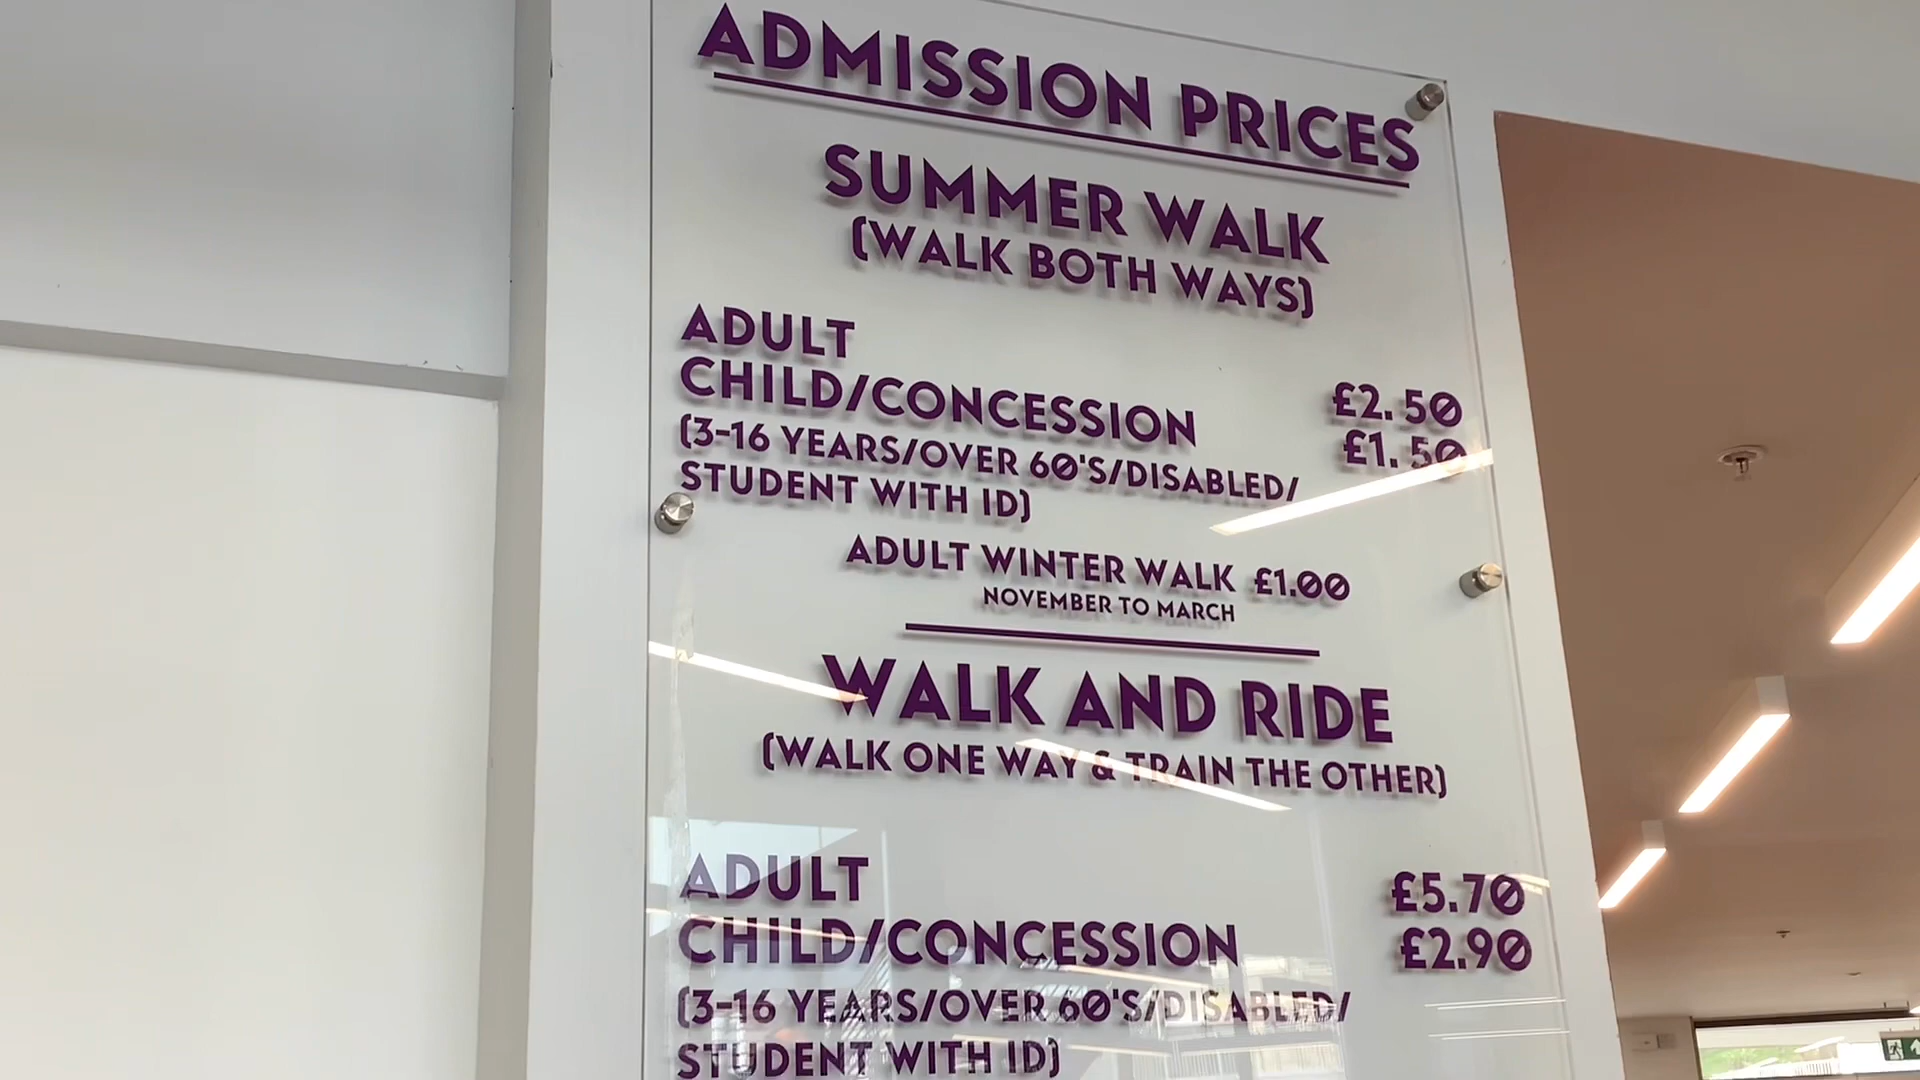 ADMISSION PRICES
SUMMER WALK
(WALK BOTH WAYS)
ADULT £2.50
CHILD/CONCESSION £1.50
(3-16 YEARS/OVER 60'S/DISABLED/
STUDENT WITH ID)
ADULT WINTER WALK £1.00
NOVEMBER TO MARCH
WALK AND RIDE
(WALK ONE WAY & TRAIN THE OTHER)
ADULT £5.70
CHILD/CONCESSION £2.90
(3-16 YEARS/OVER 60'S/DISABLED/
STUDENT WITH ID)